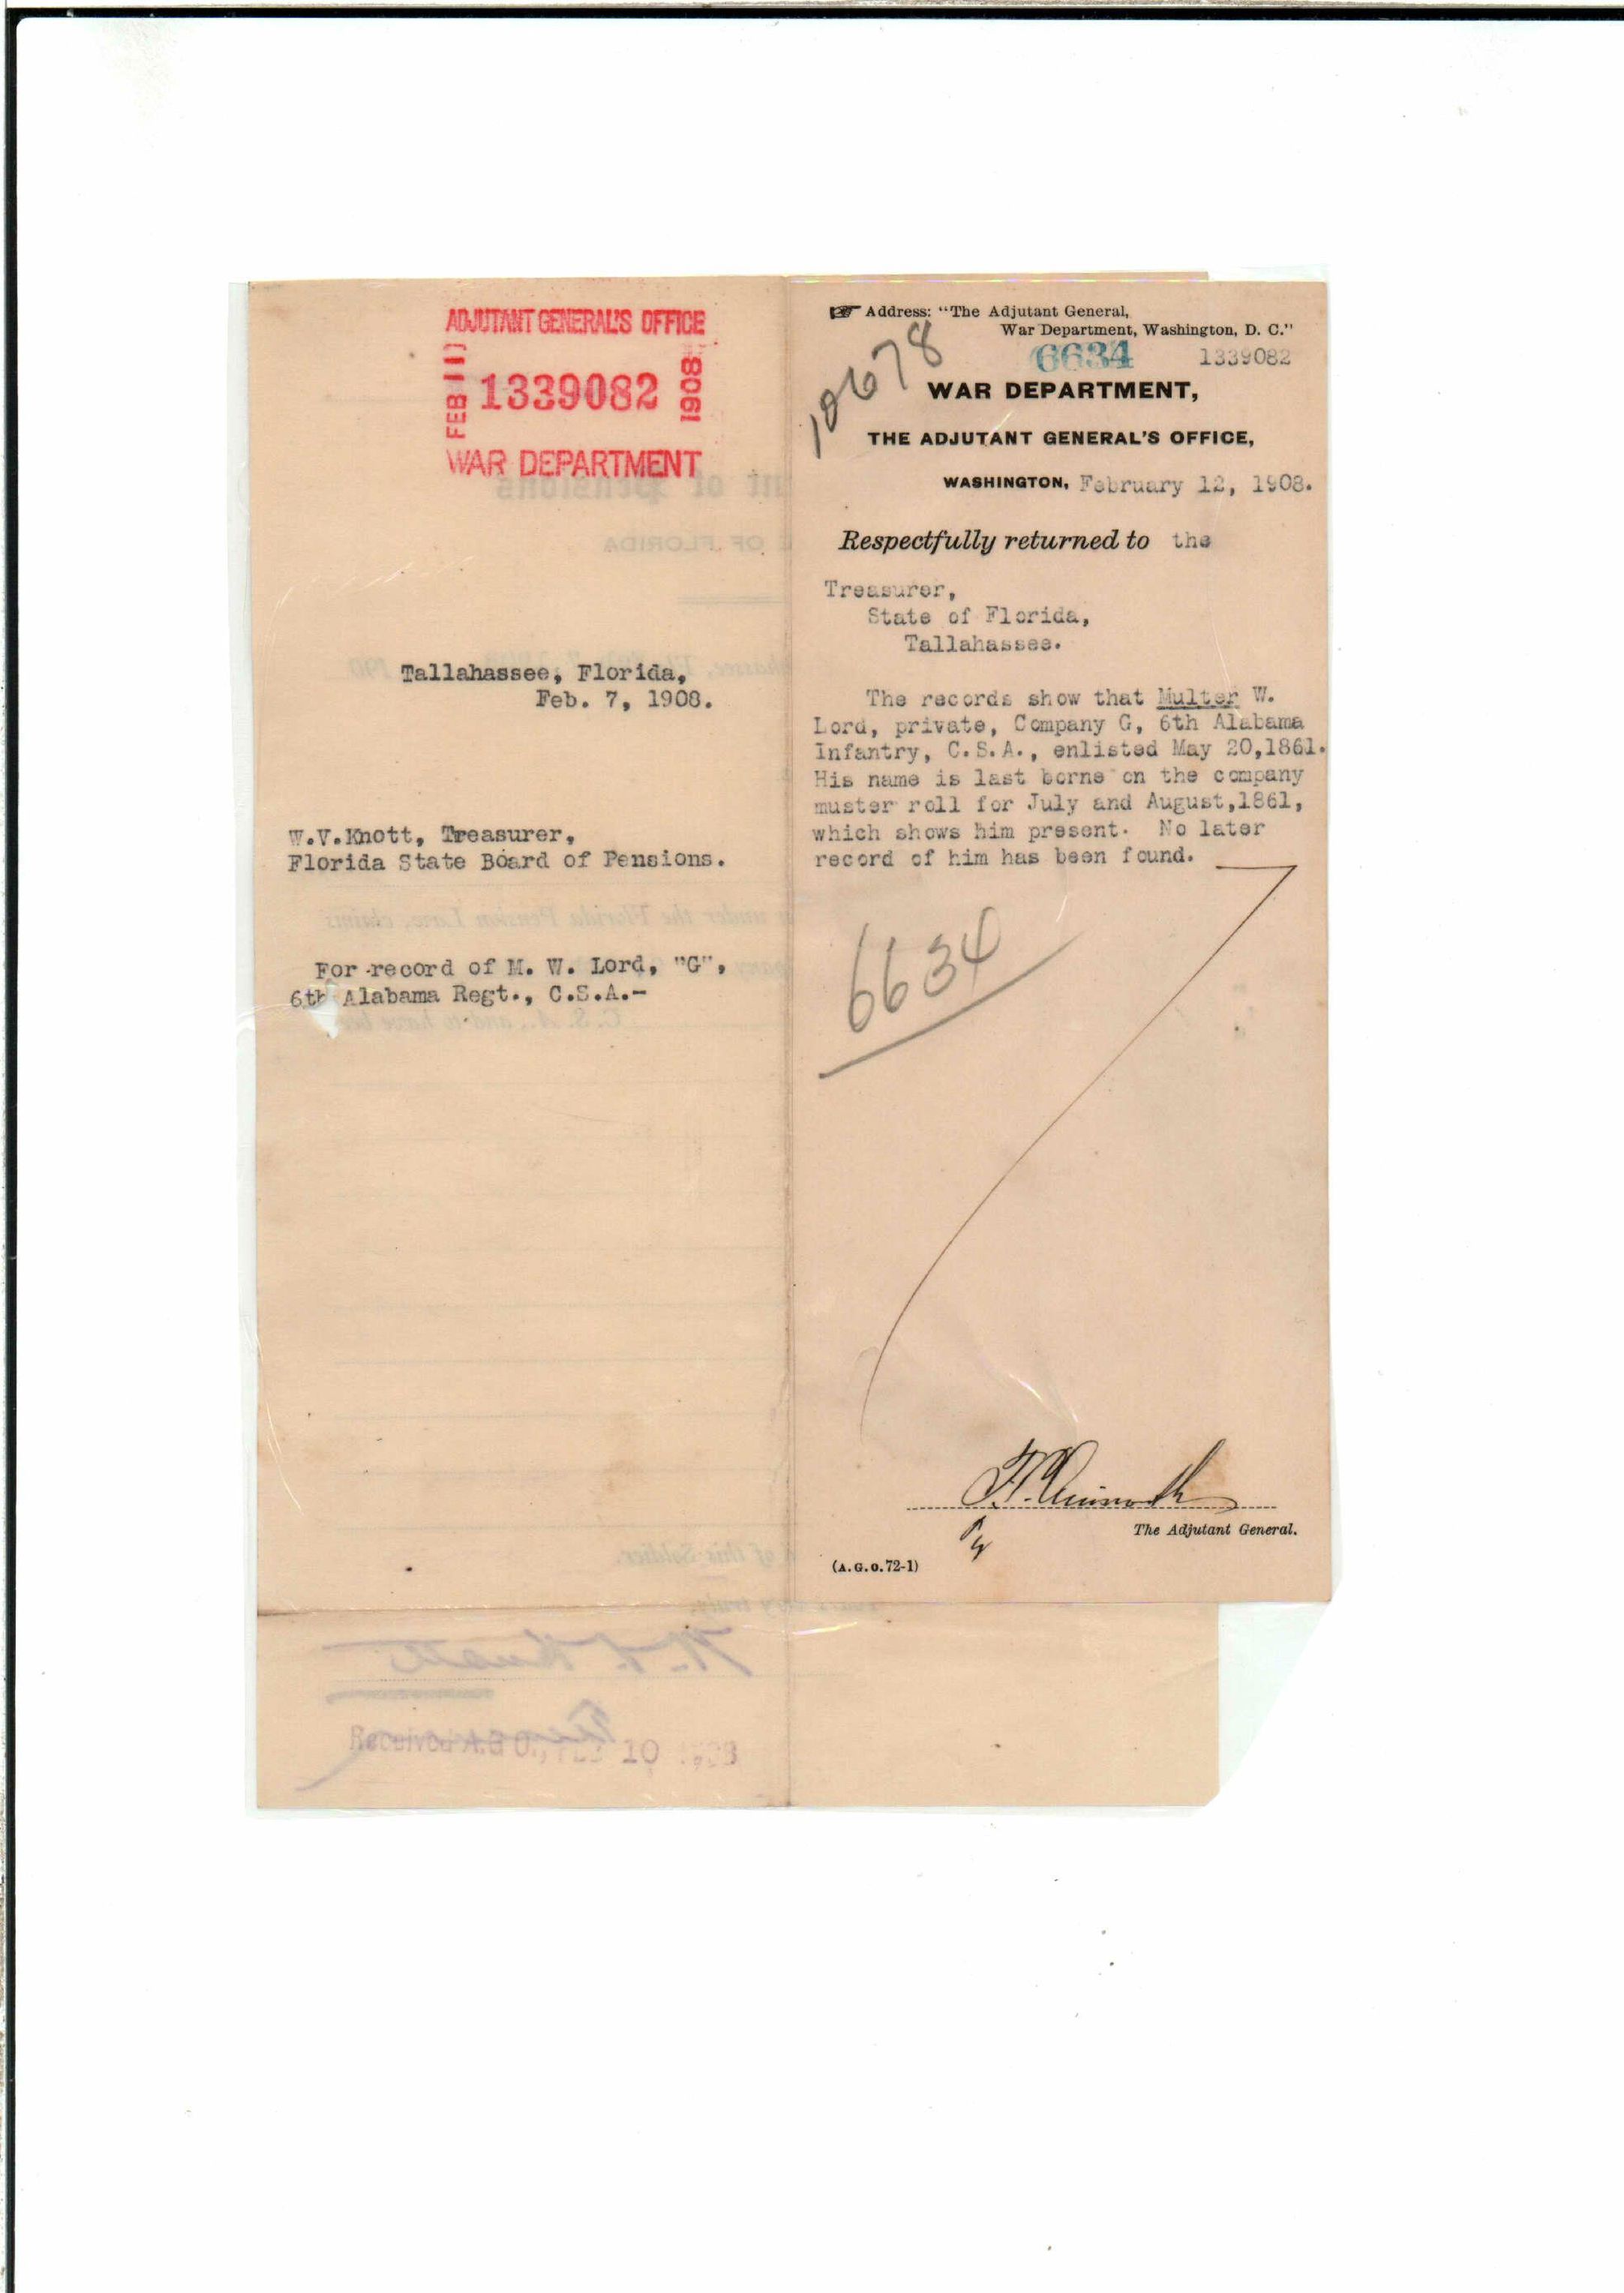 ADJUTANT GENERAL'S OFFICE
FEB 11 1339082 1908
WAR DEPARTMENT
Tallahassee, Florida,
Feb. 7, 1908.
W.V.Knott, Treasurer,
Florida State Board of Pensions.
For record of M. W. Lord, "G",
6th Alabama Regt., C.S.A.-
Received A.G.O., FEB 10 1908
Address: "The Adjutant General,
War Department, Washington, D. C."
10678
6634 1339082
WAR DEPARTMENT,
THE ADJUTANT GENERAL'S OFFICE,
WASHINGTON, February 12, 1908.
Respectfully returned to the
Treasurer,
State of Florida,
Tallahassee.
The records show that Multer W.
Lord, private, Company G, 6th Alabama
Infantry, C.S.A., enlisted May 20,1861.
His name is last borne on the company
muster roll for July and August,1861,
which shows him present. No later
record of him has been found.
6634
The Adjutant General.
(A.G.O.72-1)